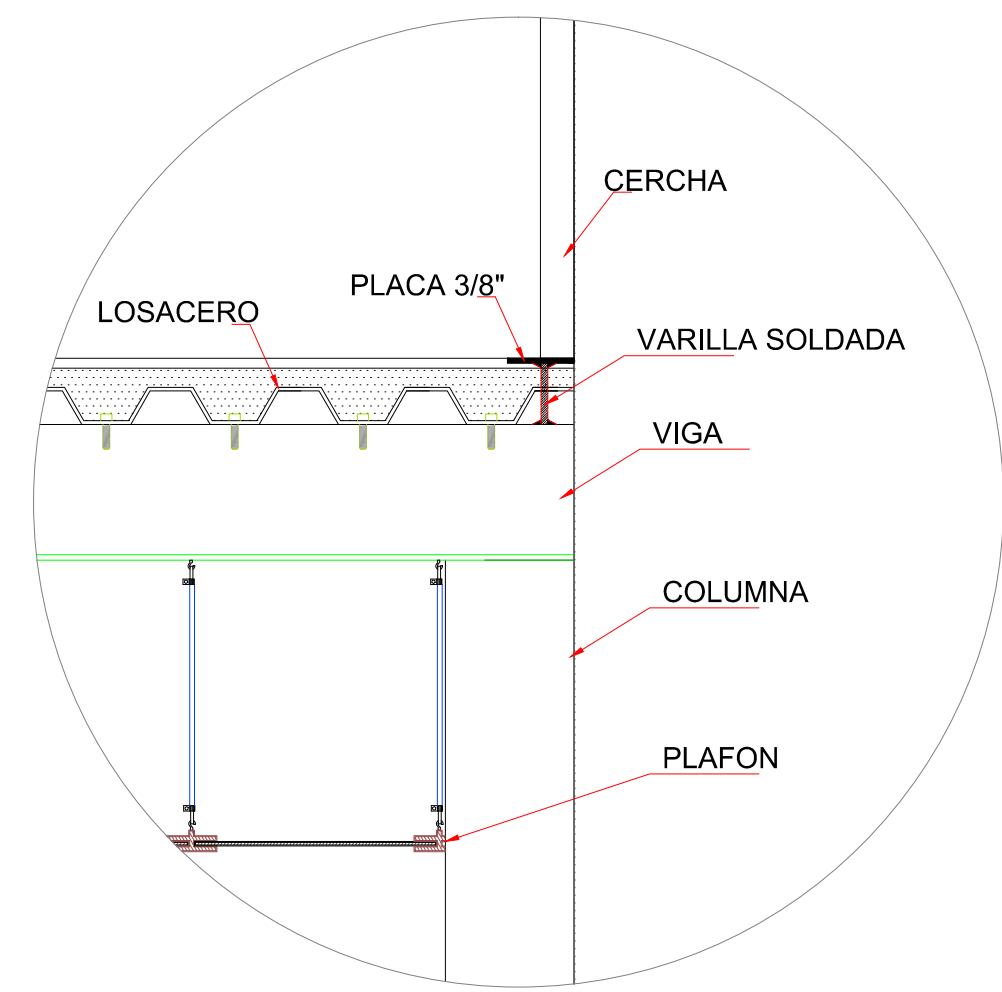 CERCHA
PLACA 3/8"
LOSACERO
VARILLA SOLDADA
VIGA
COLUMNA
PLAFON